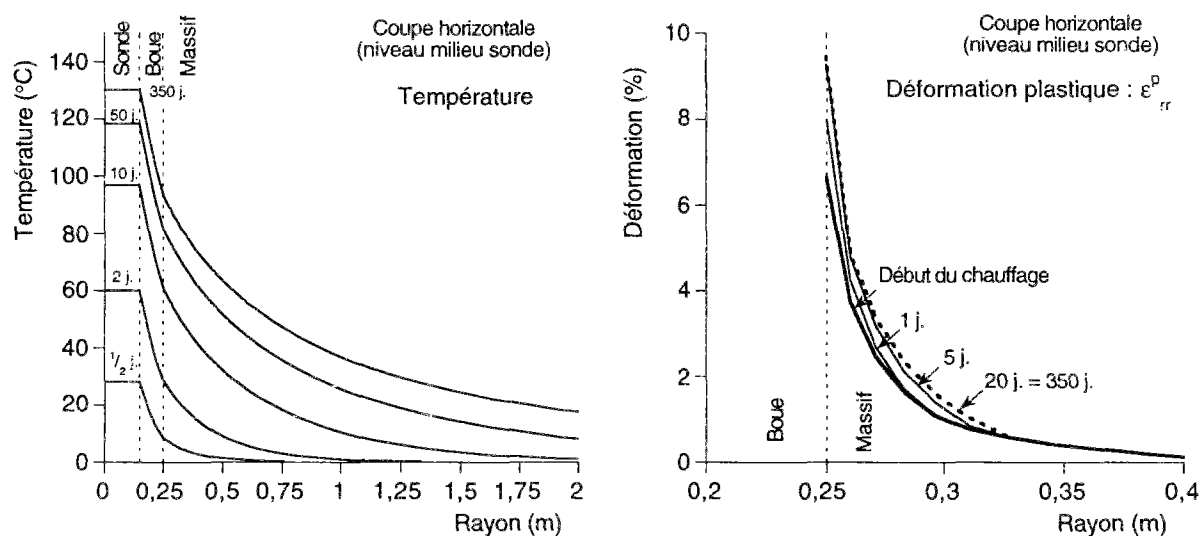 Coupe horizontale
(niveau milieu sonde)
Température
Sonde
Boue
Massif
350 j.
50 j.
10 j.
2 j.
1/2 j.
Température (°C)
140
120
100
80
60
40
20
0
0 0,25 0,5 0,75 1 1,25 1,5 1,75 2
Rayon (m)
Coupe horizontale
(niveau milieu sonde)
Déformation plastique : εᵖrr
Déformation (%)
10
8
6
4
2
0
Début du chauffage
1 j.
5 j.
20 j. = 350 j.
Boue
Massif
0,2 0,25 0,3 0,35 0,4
Rayon (m)